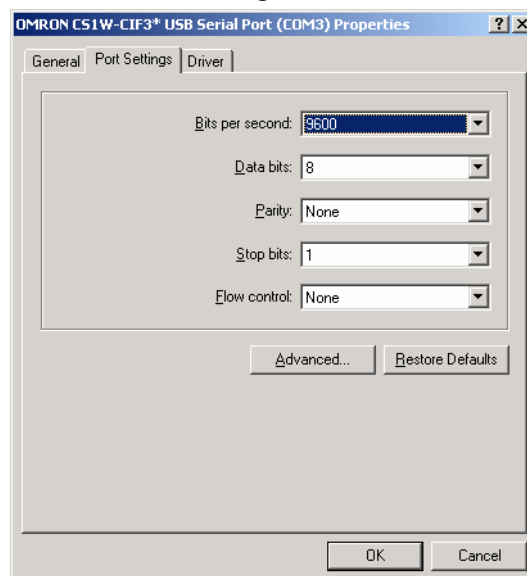 OMRON CS1W-CIF3* USB Serial Port (COM3) Properties
General Port Settings Driver
Bits per second: 9600
Data bits: 8
Parity: None
Stop bits: 1
Flow control: None
Advanced... Restore Defaults
OK Cancel